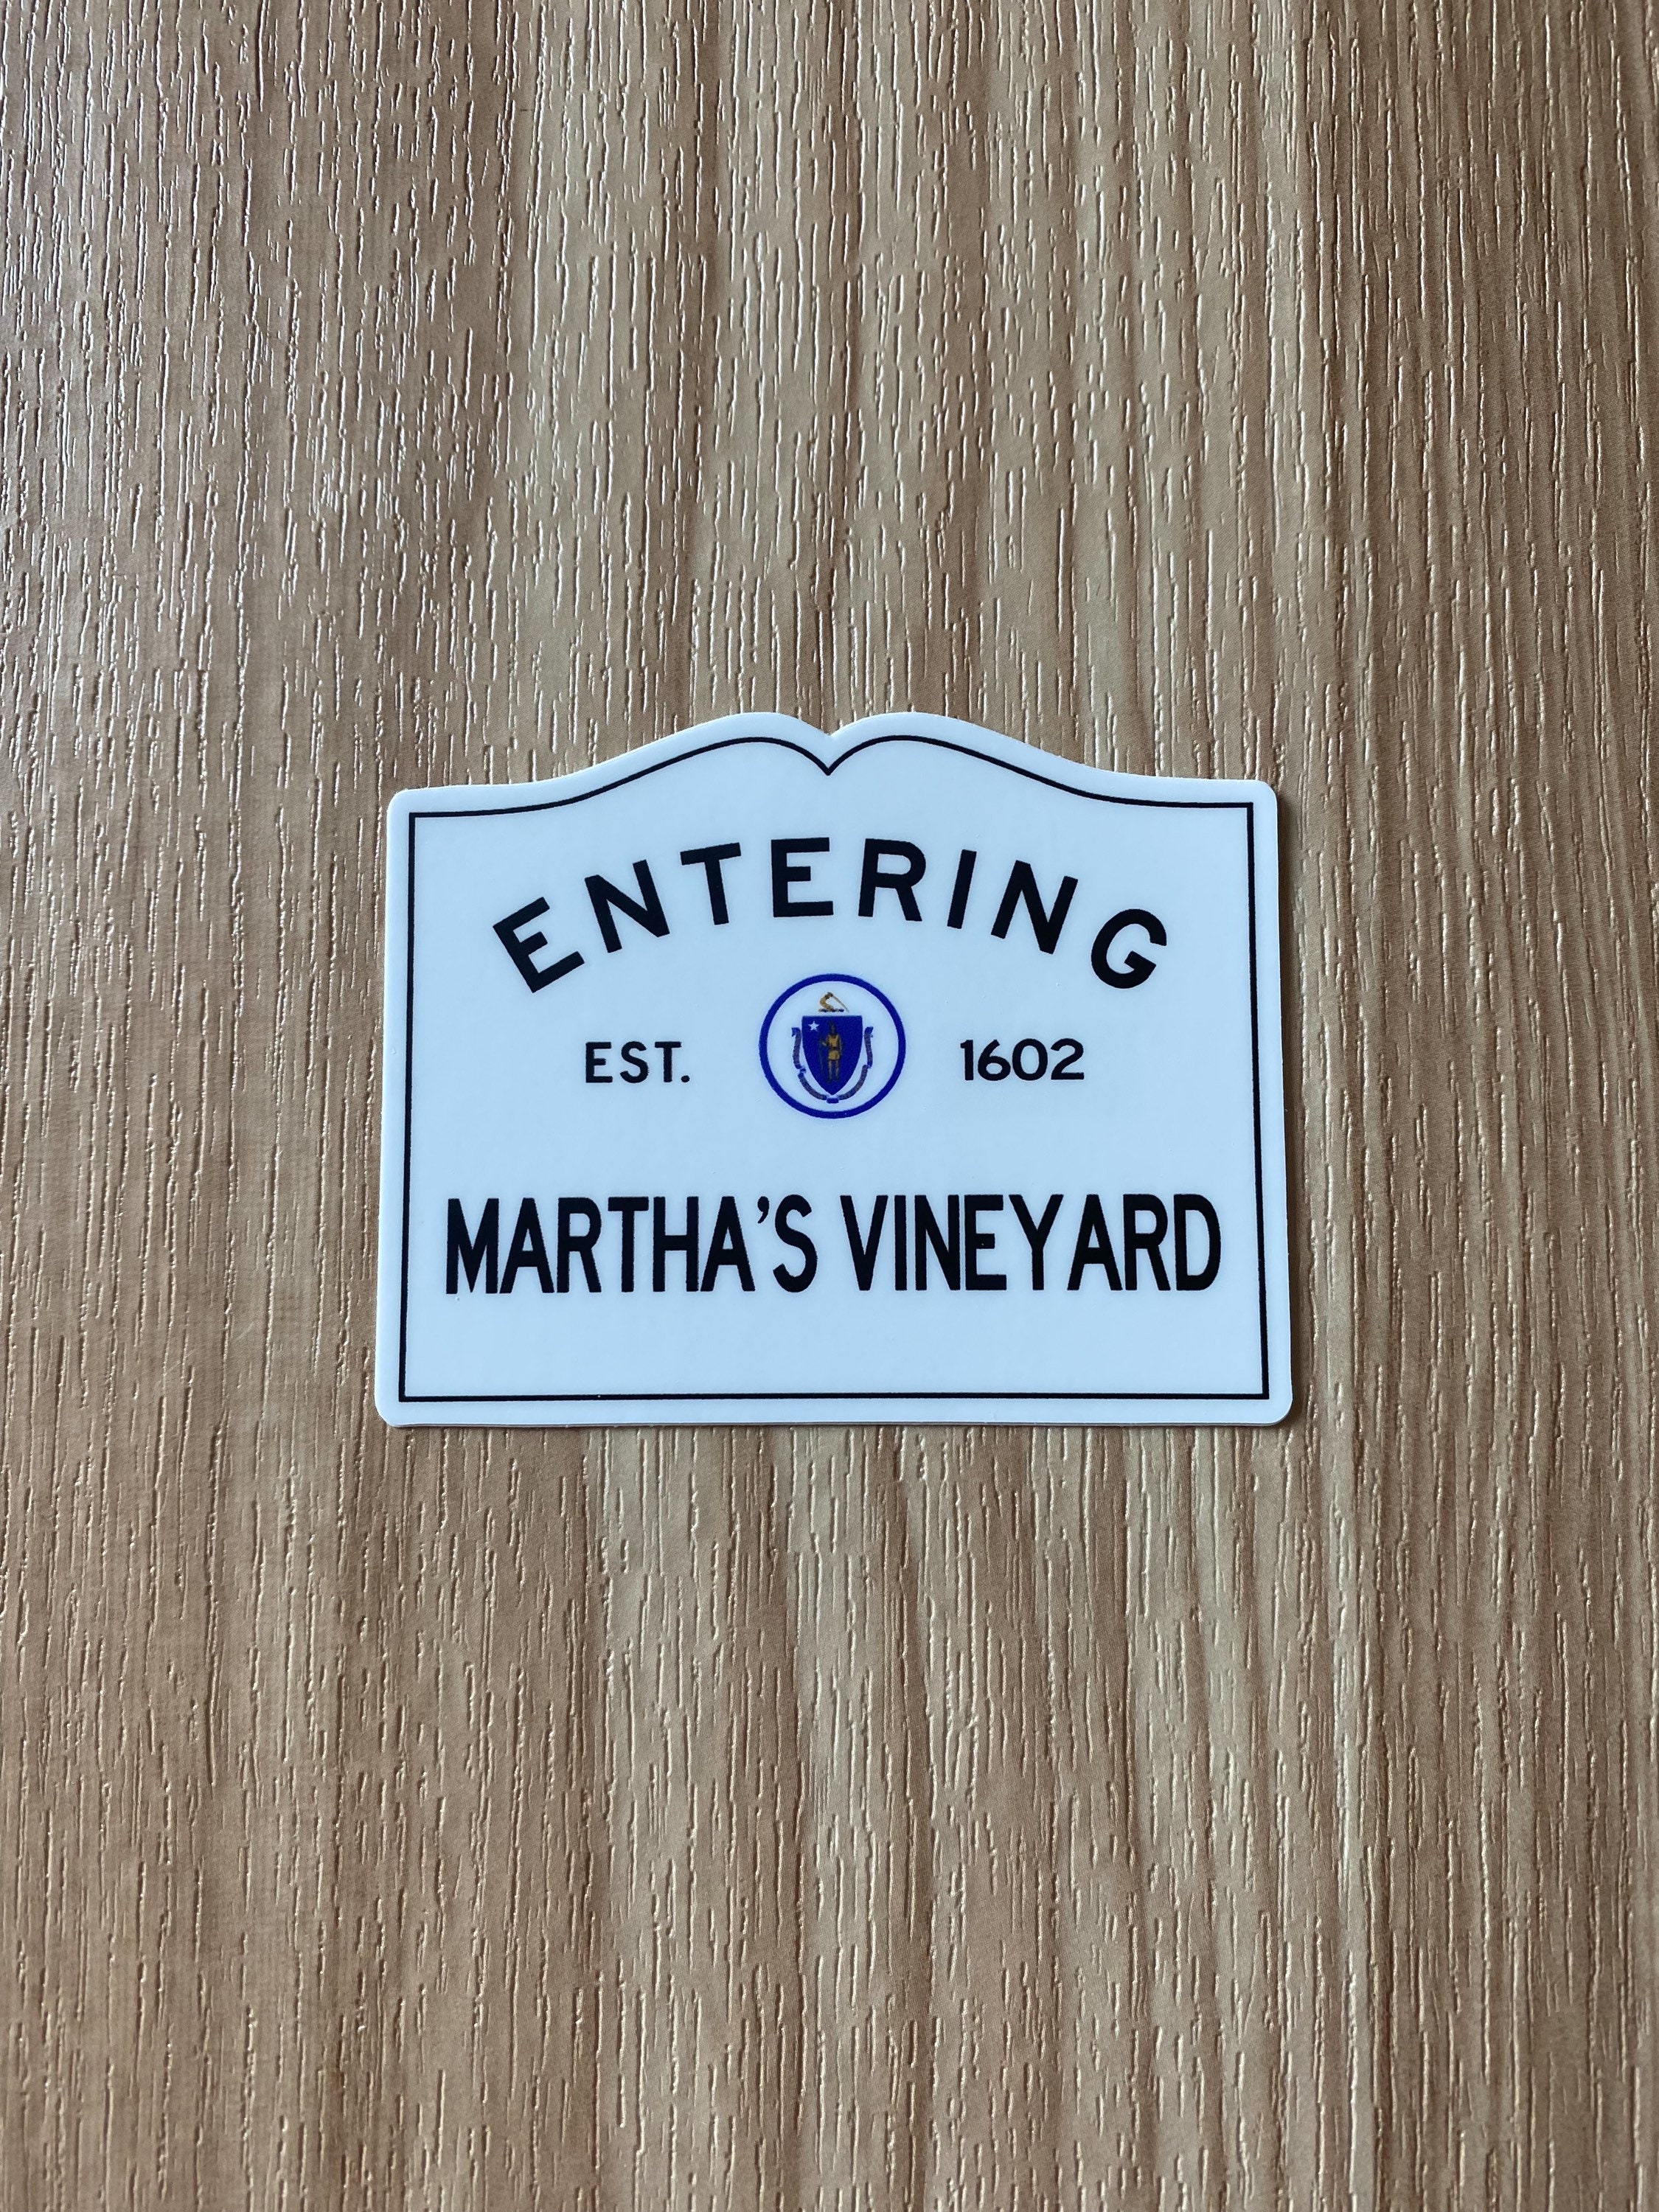 ENTERING
EST. 1602
MARTHA'S VINEYARD